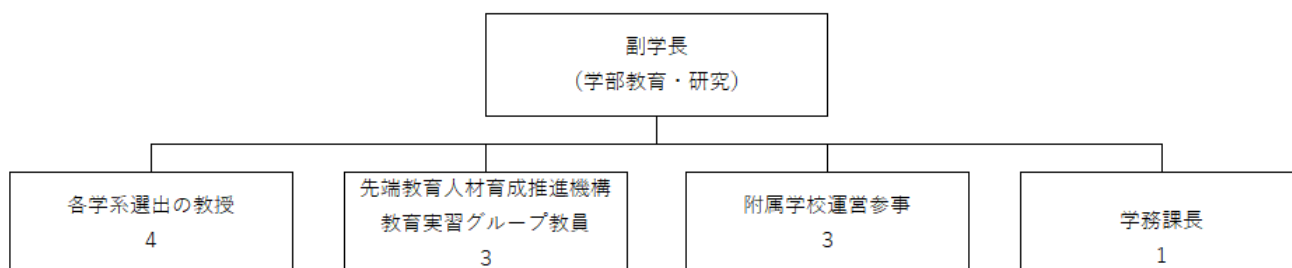 副学長
（学部教育・研究）
各学系選出の教授
4
先端教育人材育成推進機構
教育実習グループ教員
3
附属学校運営参事
3
学務課長
1